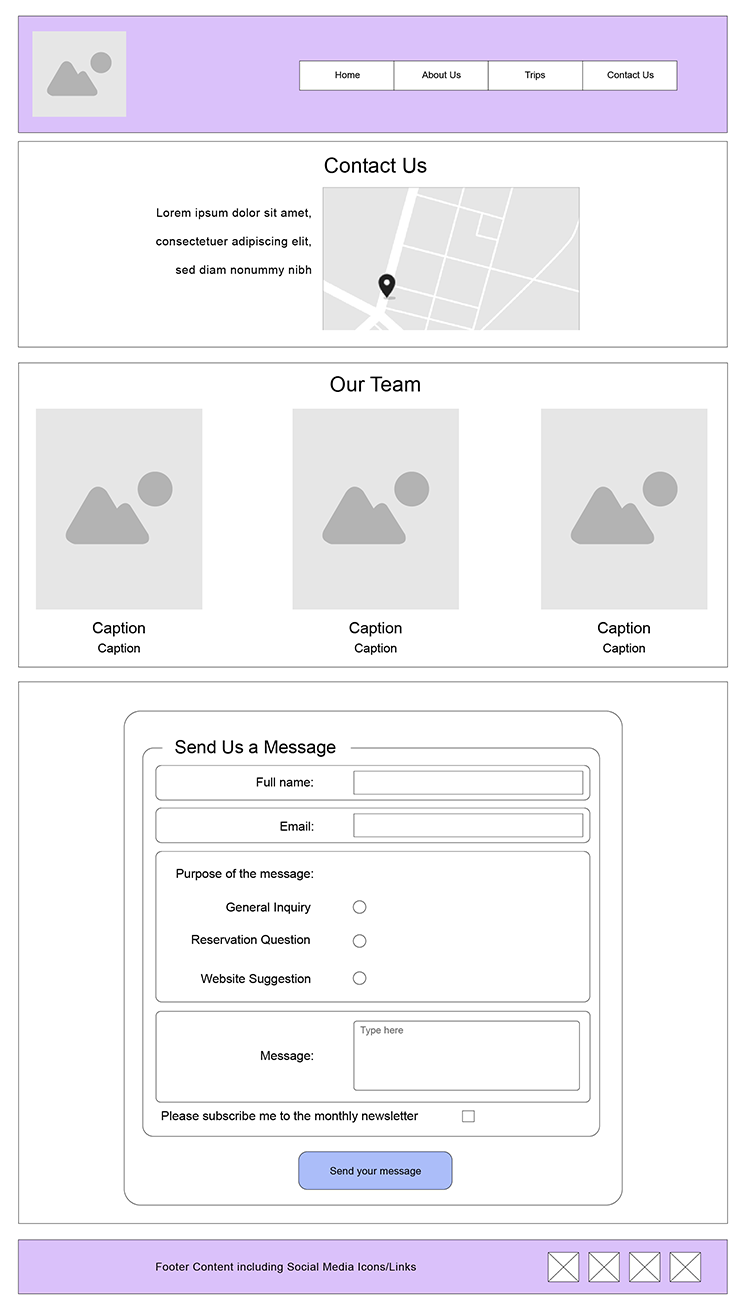 Home
About Us
Trips
Contact Us
Contact Us
Lorem ipsum dolor sit amet,
consectetuer adipiscing elit,
sed diam nonummy nibh
Our Team
Caption
Caption
Caption
Caption
Caption
Caption
Send Us a Message
Full name:
Email:
Purpose of the message:
General Inquiry
Reservation Question
Website Suggestion
Message:
Type here
Please subscribe me to the monthly newsletter
Send your message
Footer Content including Social Media Icons/Links